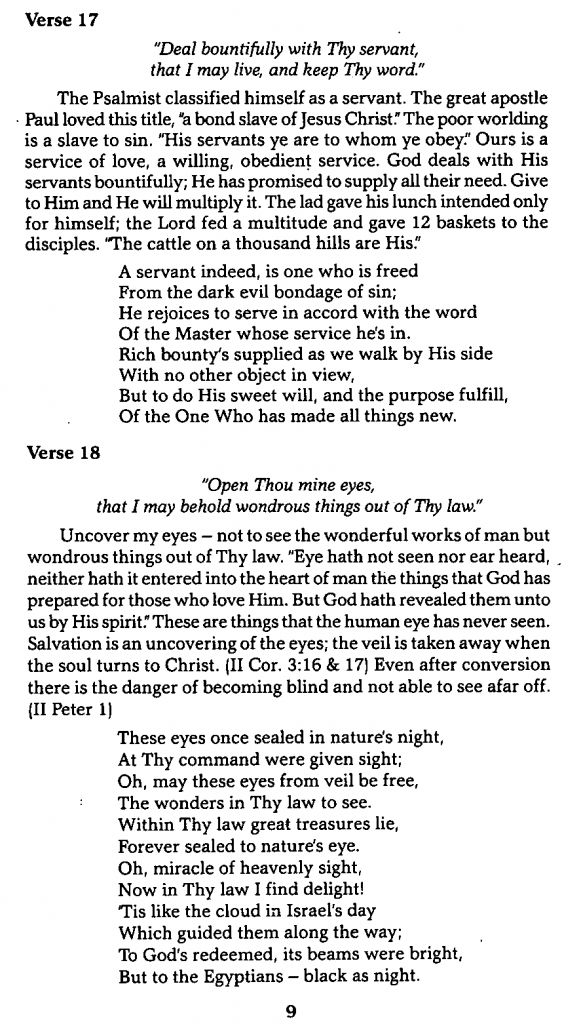 Verse 17
"Deal bountifully with Thy servant,
that I may live, and keep Thy word."
The Psalmist classified himself as a servant. The great apostle
Paul loved this title, "a bond slave of Jesus Christ." The poor worlding
is a slave to sin. "His servants ye are to whom ye obey." Ours is a
service of love, a willing, obedient service. God deals with His
servants bountifully; He has promised to supply all their need. Give
to Him and He will multiply it. The lad gave his lunch intended only
for himself; the Lord fed a multitude and gave 12 baskets to the
disciples. "The cattle on a thousand hills are His."
A servant indeed, is one who is freed
From the dark evil bondage of sin;
He rejoices to serve in accord with the word
Of the Master whose service he's in.
Rich bounty's supplied as we walk by His side
With no other object in view,
But to do His sweet will, and the purpose fulfill,
Of the One Who has made all things new.
Verse 18
"Open Thou mine eyes,
that I may behold wondrous things out of Thy law."
Uncover my eyes – not to see the wonderful works of man but
wondrous things out of Thy law. "Eye hath not seen nor ear heard,
neither hath it entered into the heart of man the things that God has
prepared for those who love Him. But God hath revealed them unto
us by His spirit." These are things that the human eye has never seen.
Salvation is an uncovering of the eyes; the veil is taken away when
the soul turns to Christ. (II Cor. 3:16 & 17) Even after conversion
there is the danger of becoming blind and not able to see afar off.
(II Peter 1)
These eyes once sealed in nature's night,
At Thy command were given sight;
Oh, may these eyes from veil be free,
The wonders in Thy law to see.
Within Thy law great treasures lie,
Forever sealed to nature's eye.
Oh, miracle of heavenly sight,
Now in Thy law I find delight!
'Tis like the cloud in Israel's day
Which guided them along the way;
To God's redeemed, its beams were bright,
But to the Egyptians – black as night.
9